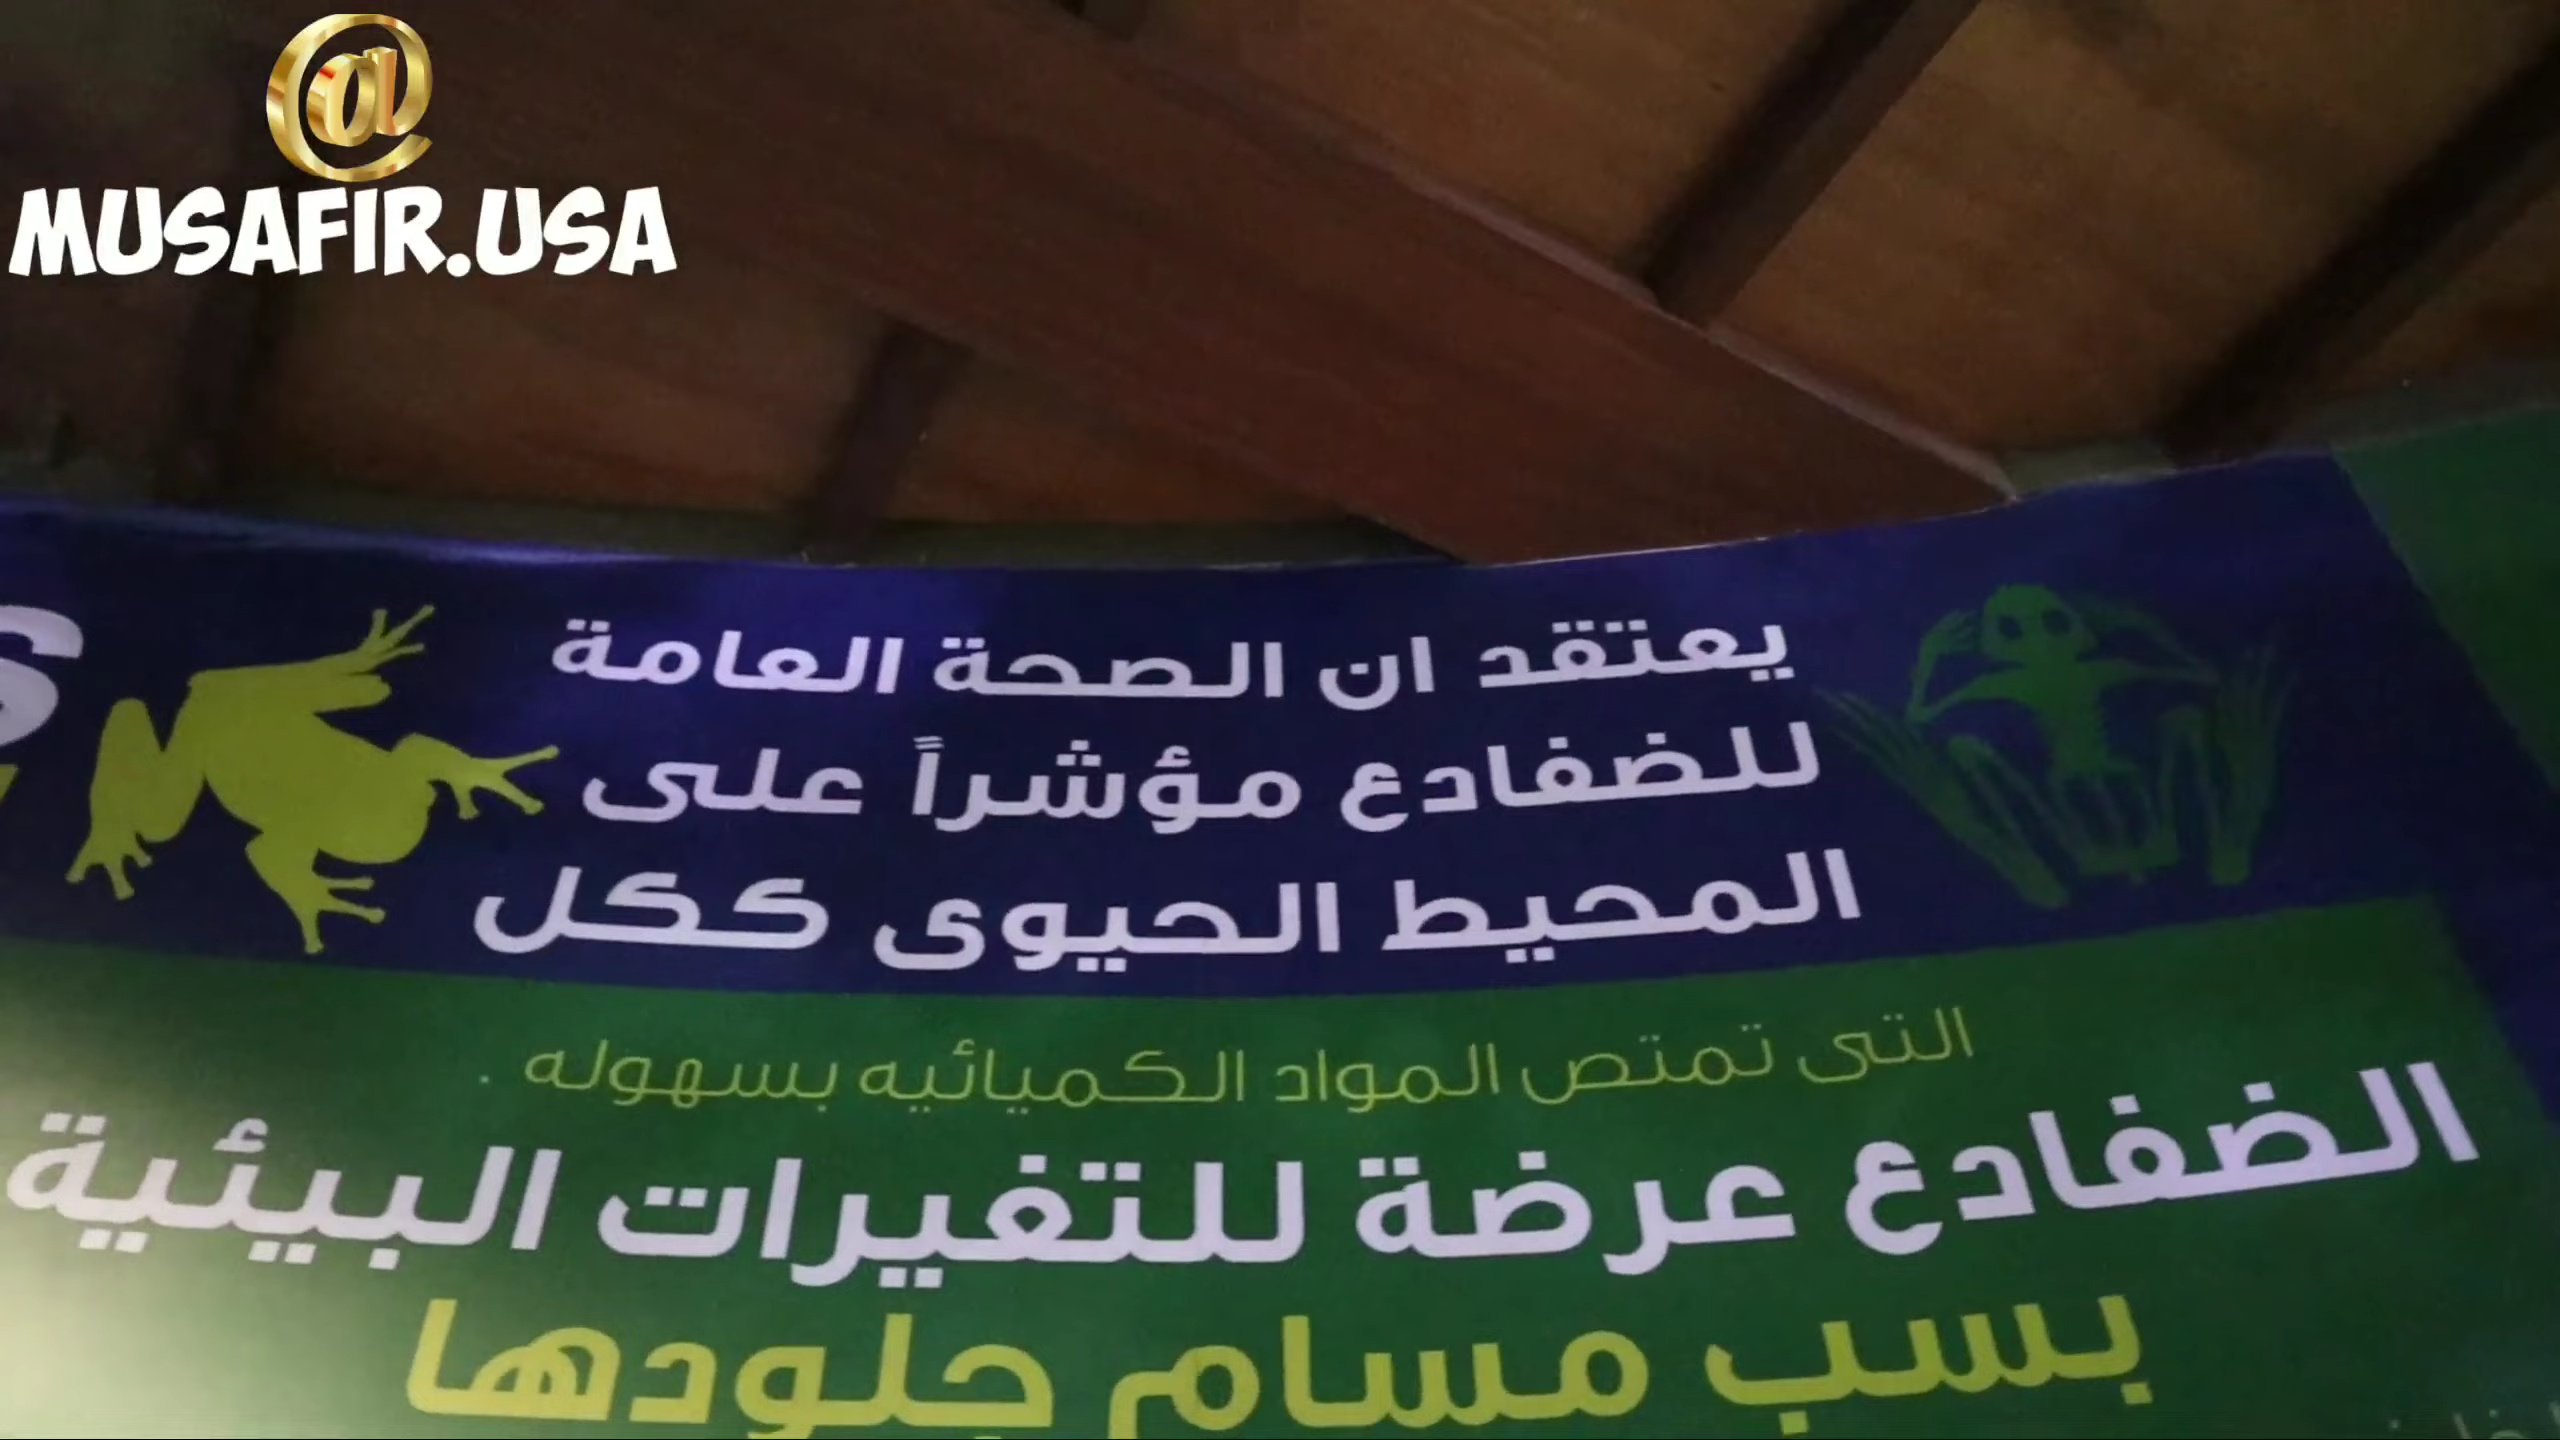 MUSAFIR.USA
يعتقد ان الصحة العامة
للضفادع مؤشراً على
المحيط الحيوى ككل
التى تمتص المواد الكميائيه بسهوله .
الضفادع عرضة للتغيرات البيئية
بسب مسام جلودها